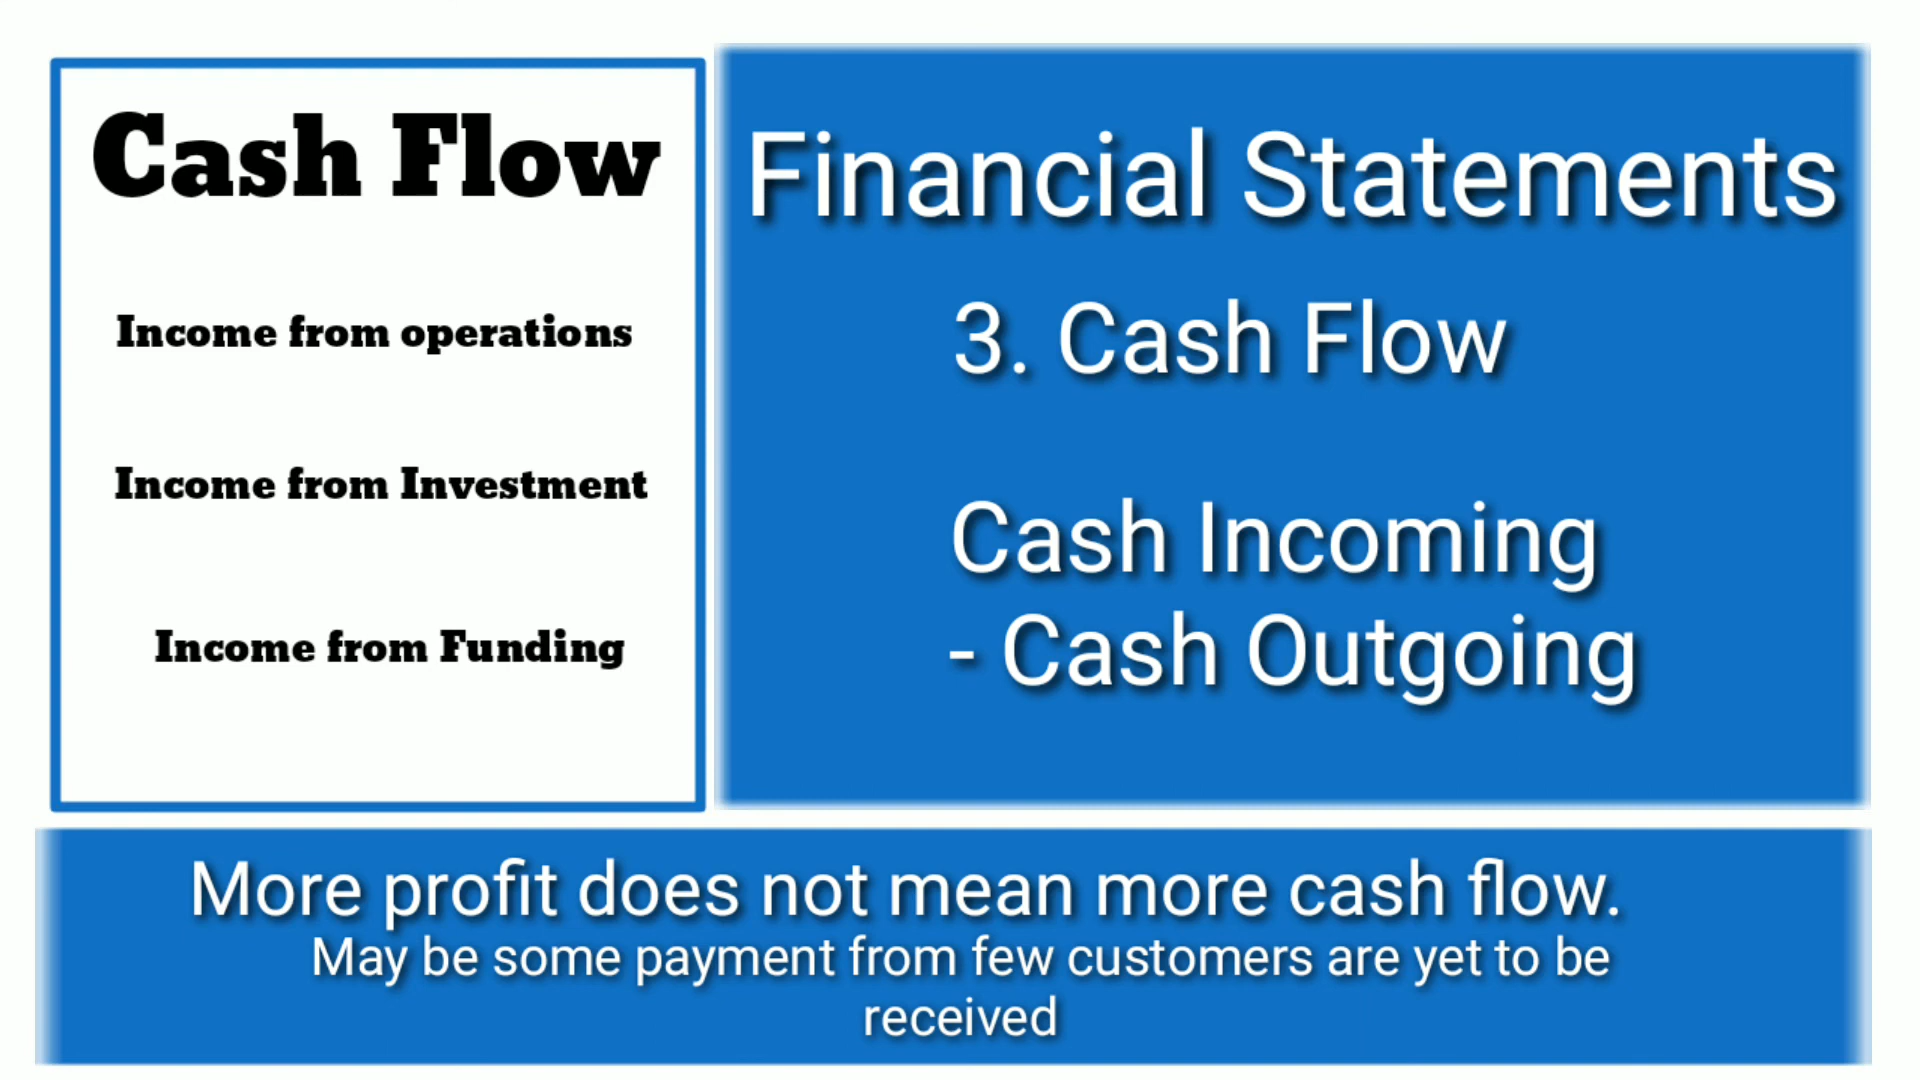 Cash Flow
Income from operations
Income from Investment
Income from Funding
Financial Statements
3. Cash Flow
Cash Incoming
- Cash Outgoing
More profit does not mean more cash flow.
May be some payment from few customers are yet to be
received